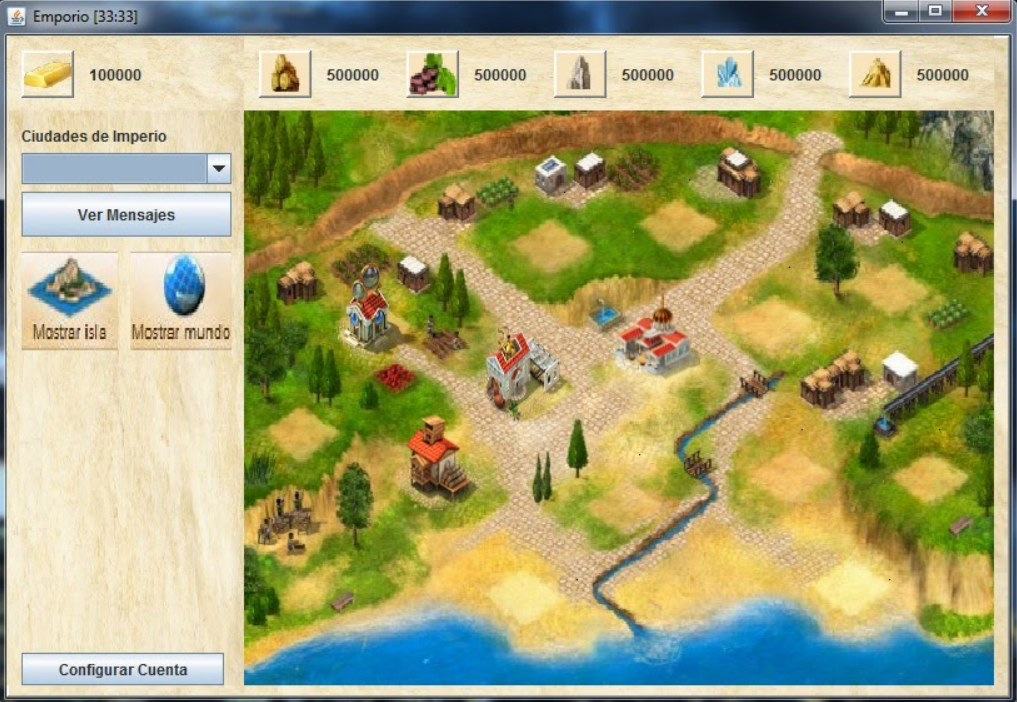 Emporio [33:33]
100000
500000
500000
500000
500000
500000
Ciudades de Imperio
Ver Mensajes
Mostrar isla
Mostrar mundo
Configurar Cuenta